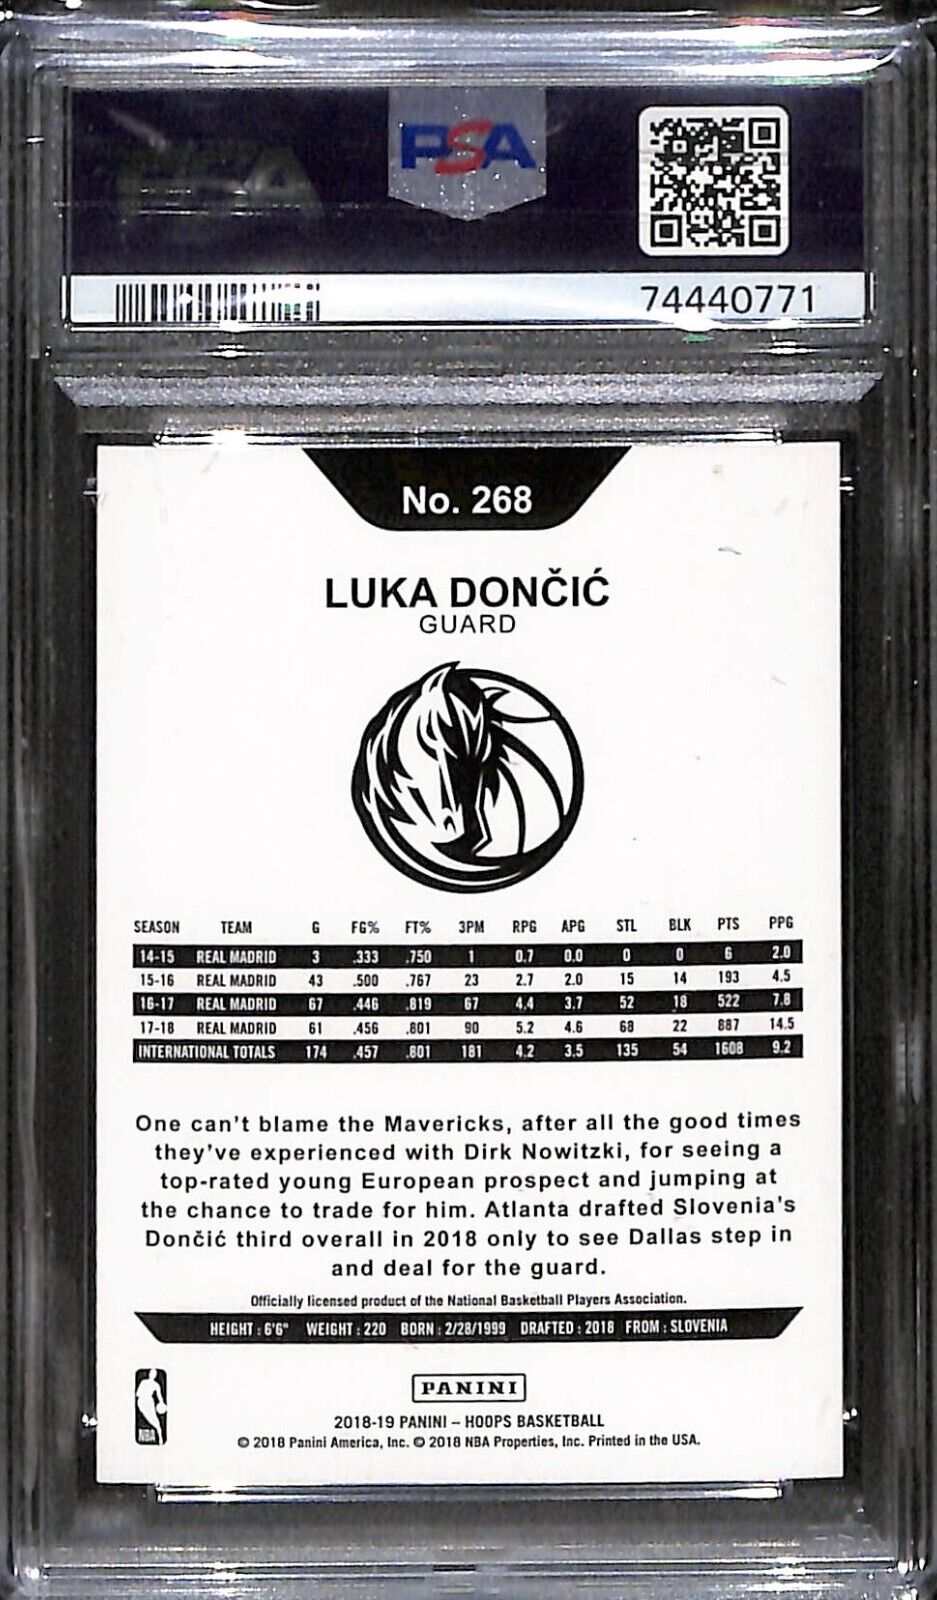 PSA
74440771
No. 268
LUKA DONČIĆ
GUARD
SEASON TEAM G FG% FT% 3PM RPG APG STL BLK PTS PPG
14-15 REAL MADRID 3 .333 .750 1 0.7 0.0 0 0 6 2.0
15-16 REAL MADRID 43 .500 .767 23 2.7 2.0 15 14 193 4.5
16-17 REAL MADRID 67 .446 .819 67 4.4 3.7 52 18 522 7.8
17-18 REAL MADRID 61 .456 .801 90 5.2 4.6 68 22 887 14.5
INTERNATIONAL TOTALS 174 .457 .801 181 4.2 3.5 135 54 1608 9.2
One can't blame the Mavericks, after all the good times
they've experienced with Dirk Nowitzki, for seeing a
top-rated young European prospect and jumping at
the chance to trade for him. Atlanta drafted Slovenia's
Dončić third overall in 2018 only to see Dallas step in
and deal for the guard.
Officially licensed product of the National Basketball Players Association.
HEIGHT : 6'6" WEIGHT : 220 BORN : 2/28/1999 DRAFTED : 2018 FROM : SLOVENIA
PANINI
NBA
2018-19 PANINI – HOOPS BASKETBALL
© 2018 Panini America, Inc. © 2018 NBA Properties, Inc. Printed in the USA.